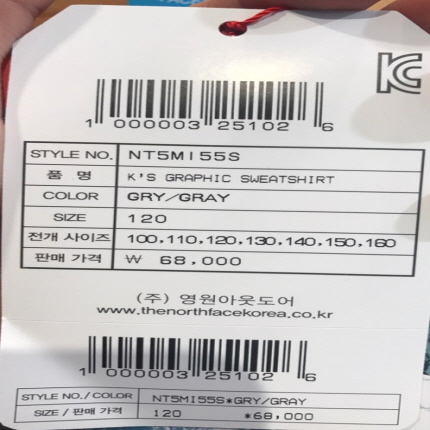 KC
1 000003 25102 6
STYLE NO. NT5MI55S
품 명 K'S GRAPHIC SWEATSHIRT
COLOR GRY/GRAY
SIZE 120
전개 사이즈 100,110,120,130,140,150,160
판매 가격 ₩ 68,000
(주) 영원아웃도어
www.thenorthfacekorea.co.kr
1 000003 25102 6
STYLE NO./COLOR NT5MI55S*GRY/GRAY
SIZE / 판매 가격 120 *68,000